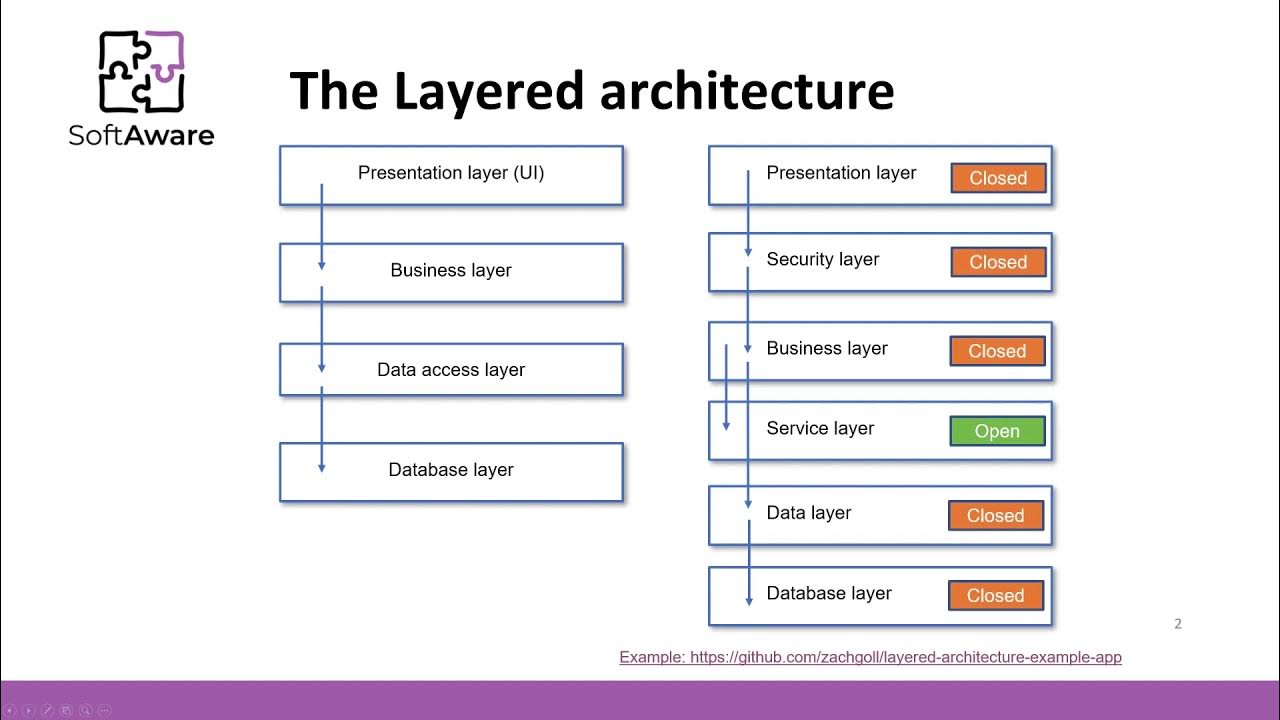 SoftAware
The Layered architecture
Presentation layer (UI)
Business layer
Data access layer
Database layer
Presentation layer
Closed
Security layer
Closed
Business layer
Closed
Service layer
Open
Data layer
Closed
Database layer
Closed
2
Example: https://github.com/zachgoll/layered-architecture-example-app